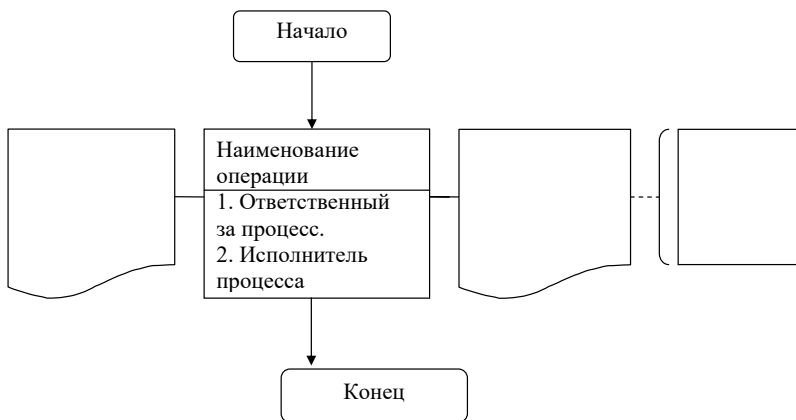 Начало
Наименование
операции
1. Ответственный
за процесс.
2. Исполнитель
процесса
Конец